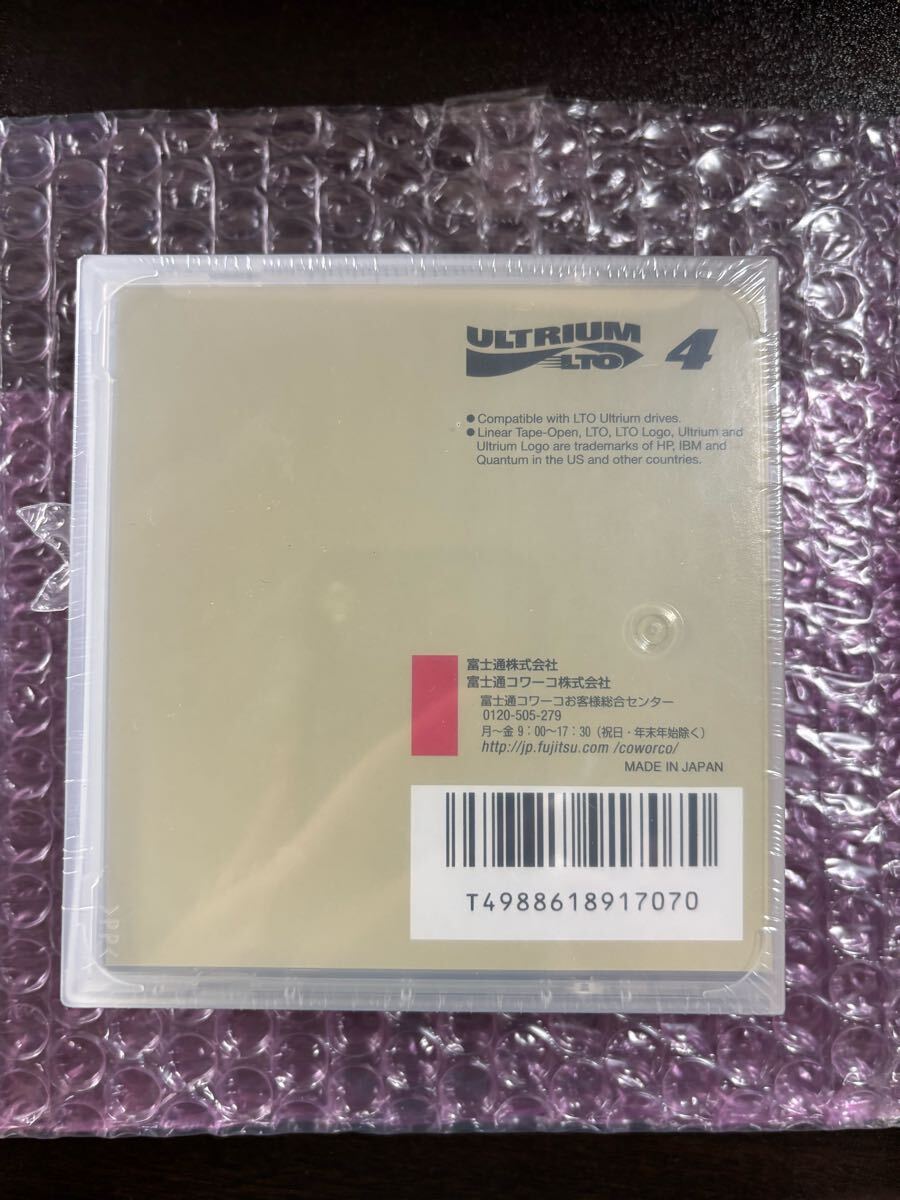 ULTRIUM
LTO 4
● Compatible with LTO Ultrium drives.
● Linear Tape-Open, LTO, LTO Logo, Ultrium and
Ultrium Logo are trademarks of HP, IBM and
Quantum in the US and other countries.
富士通株式会社
富士通コワーコ株式会社
富士通コワーコお客様総合センター
0120-505-279
月～金 9：00～17：30（祝日・年末年始除く）
http://jp.fujitsu.com /coworco/
MADE IN JAPAN
T4988618917070
>PP<